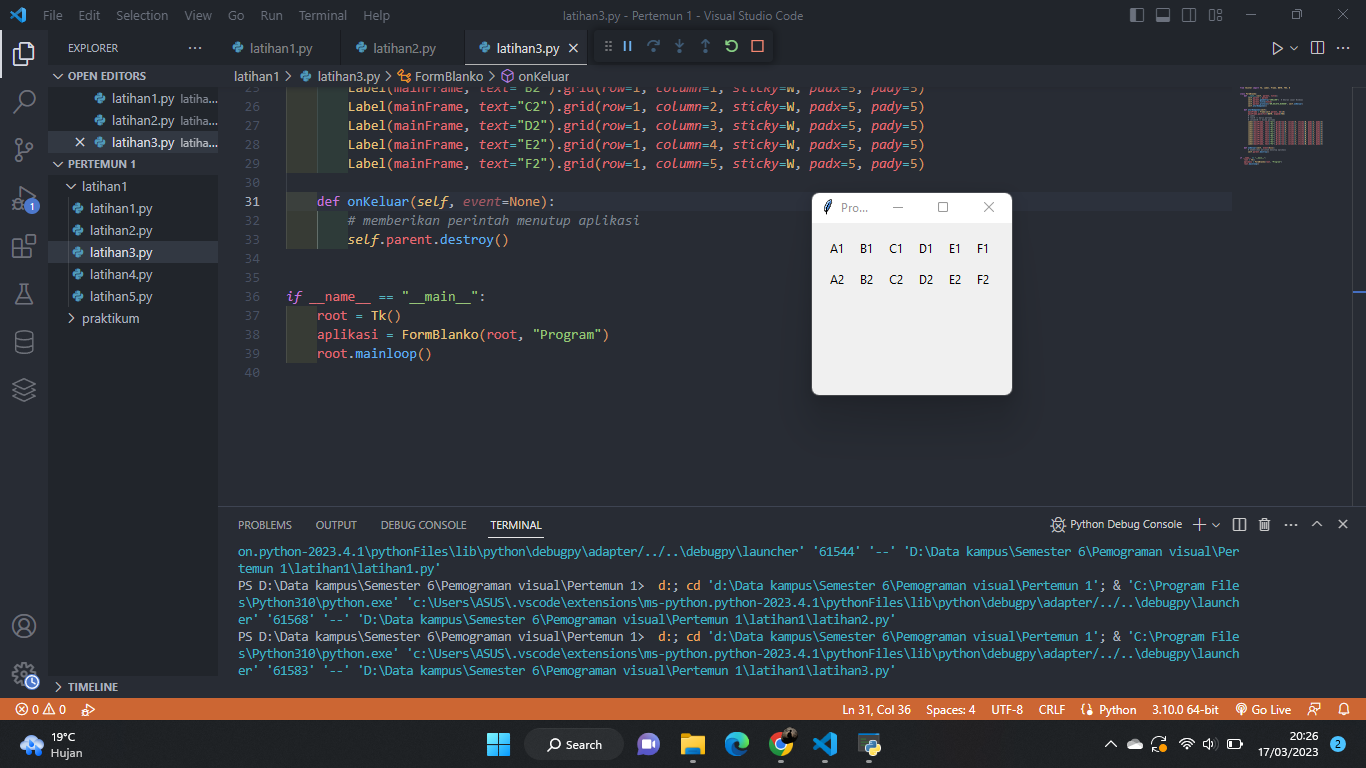 File Edit Selection View Go Run Terminal Help
latihan3.py - Pertemun 1 - Visual Studio Code
EXPLORER
latihan1.py
latihan2.py
latihan3.py
OPEN EDITORS
latihan1.py latiha...
latihan2.py latiha...
latihan3.py latiha...
PERTEMUN 1
latihan1
latihan1.py
latihan2.py
latihan3.py
latihan4.py
latihan5.py
praktikum
TIMELINE
1
latihan1 > latihan3.py > FormBlanko > onKeluar
25 Label(mainFrame, text="B2").grid(row=1, column=1, sticky=W, padx=5, pady=5)
26 Label(mainFrame, text="C2").grid(row=1, column=2, sticky=W, padx=5, pady=5)
27 Label(mainFrame, text="D2").grid(row=1, column=3, sticky=W, padx=5, pady=5)
28 Label(mainFrame, text="E2").grid(row=1, column=4, sticky=W, padx=5, pady=5)
29 Label(mainFrame, text="F2").grid(row=1, column=5, sticky=W, padx=5, pady=5)
30
31 def onKeluar(self, event=None):
32 # memberikan perintah menutup aplikasi
33 self.parent.destroy()
34
35
36 if __name__ == "__main__":
37 root = Tk()
38 aplikasi = FormBlanko(root, "Program")
39 root.mainloop()
40
Pro...
A1 B1 C1 D1 E1 F1
A2 B2 C2 D2 E2 F2
PROBLEMS OUTPUT DEBUG CONSOLE TERMINAL
Python Debug Console
on.python-2023.4.1\pythonFiles\lib\python\debugpy\adapter/../..\debugpy\launcher' '61544' '--' 'D:\Data kampus\Semester 6\Pemograman visual\Per
temun 1\latihan1\latihan1.py'
PS D:\Data kampus\Semester 6\Pemograman visual\Pertemun 1> d:; cd 'd:\Data kampus\Semester 6\Pemograman visual\Pertemun 1'; & 'C:\Program File
s\Python310\python.exe' 'c:\Users\ASUS\.vscode\extensions\ms-python.python-2023.4.1\pythonFiles\lib\python\debugpy\adapter/../..\debugpy\launch
er' '61568' '--' 'D:\Data kampus\Semester 6\Pemograman visual\Pertemun 1\latihan1\latihan2.py'
PS D:\Data kampus\Semester 6\Pemograman visual\Pertemun 1> d:; cd 'd:\Data kampus\Semester 6\Pemograman visual\Pertemun 1'; & 'C:\Program File
s\Python310\python.exe' 'c:\Users\ASUS\.vscode\extensions\ms-python.python-2023.4.1\pythonFiles\lib\python\debugpy\adapter/../..\debugpy\launch
er' '61583' '--' 'D:\Data kampus\Semester 6\Pemograman visual\Pertemun 1\latihan1\latihan3.py'
0 0
Ln 31, Col 36 Spaces: 4 UTF-8 CRLF Python 3.10.0 64-bit Go Live
19°C
Hujan
Search
20:26
17/03/2023
2